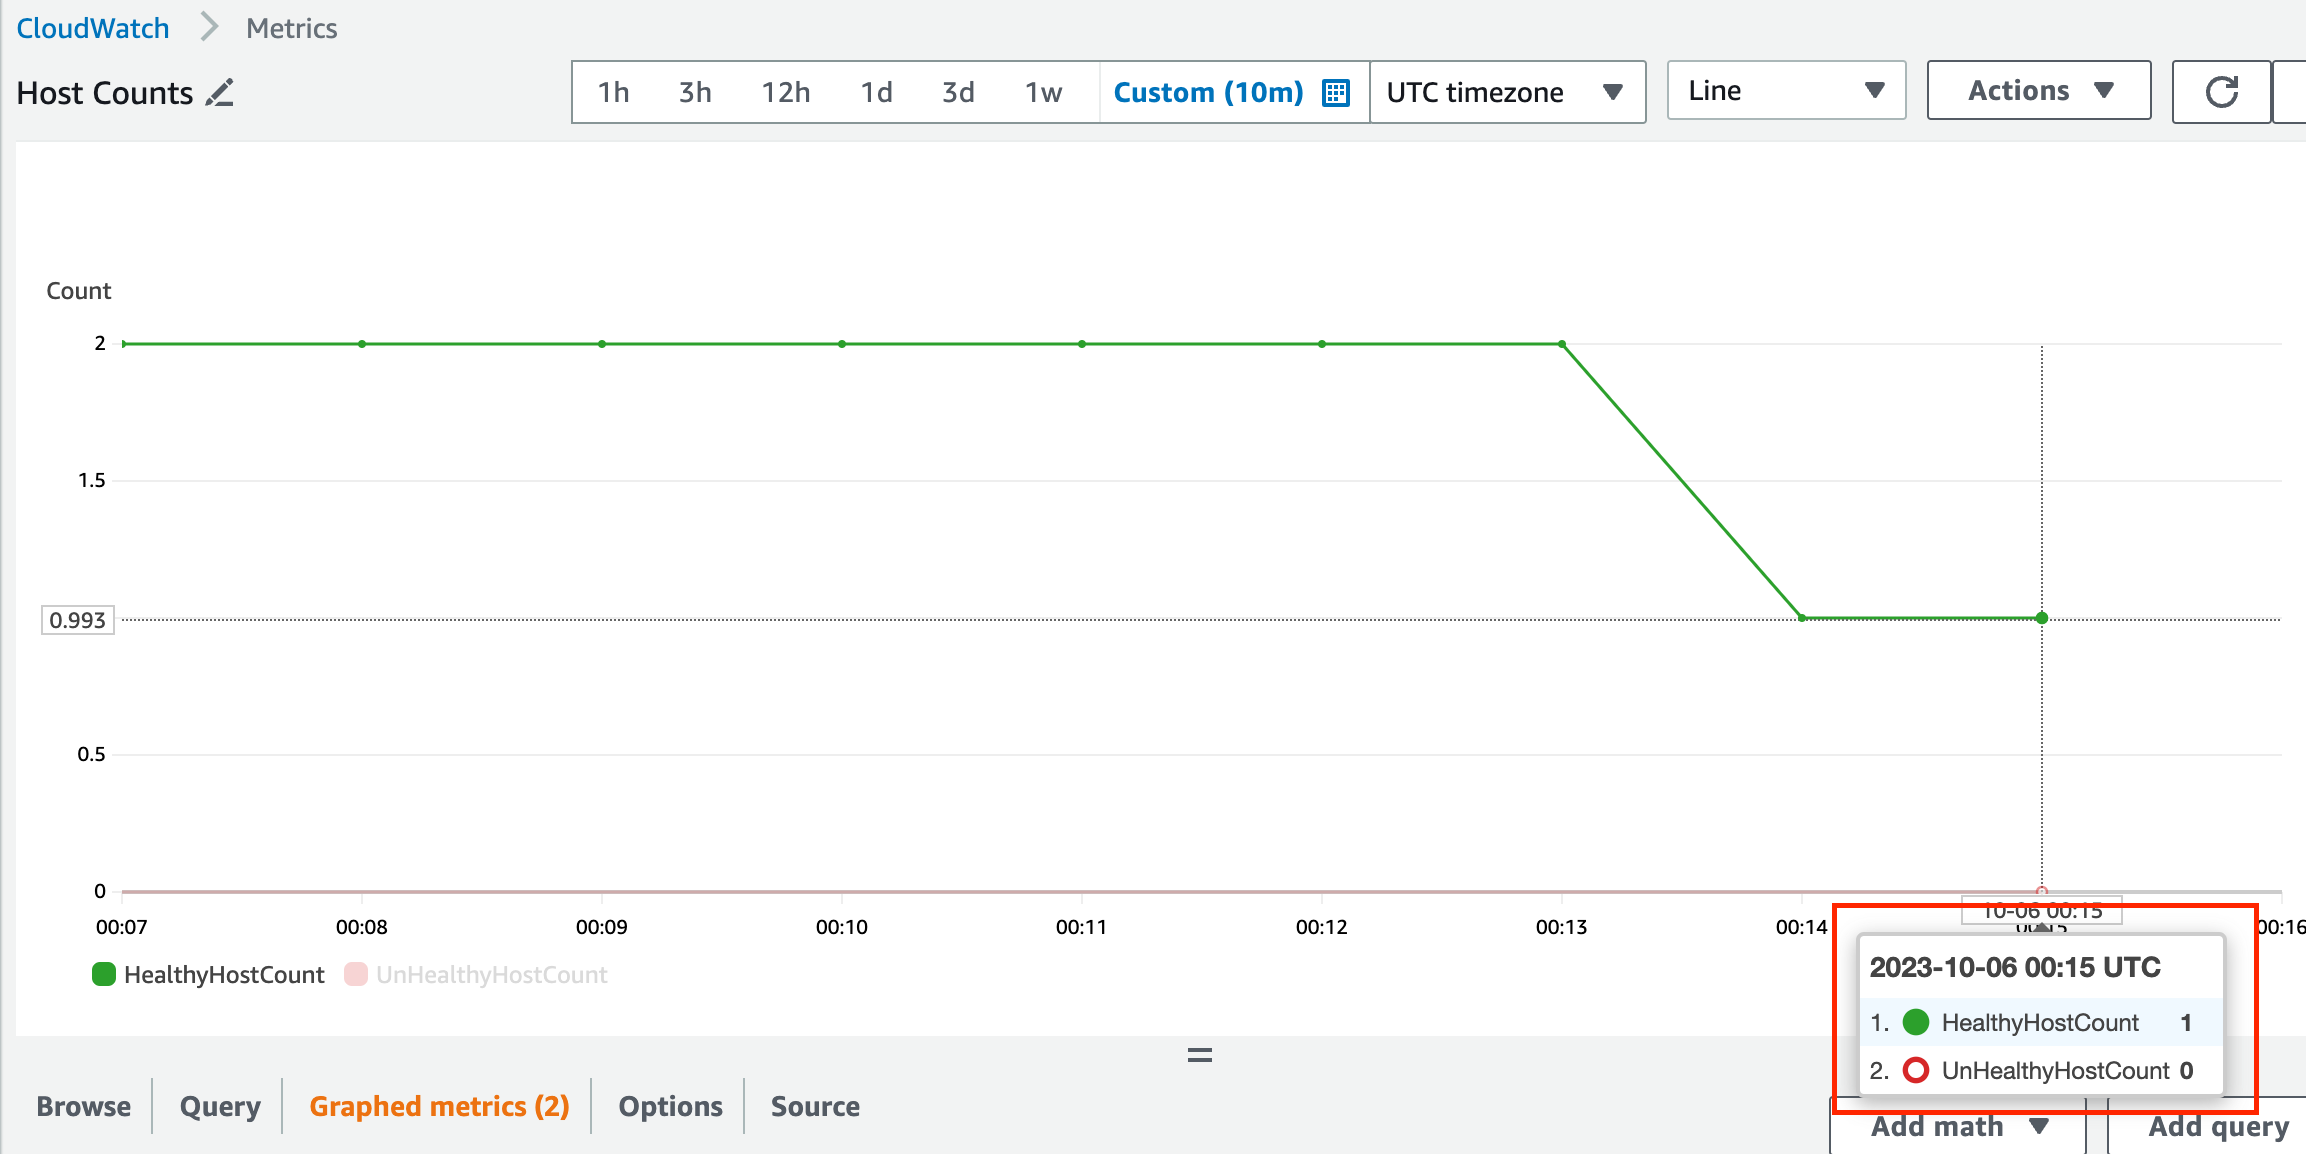 CloudWatch > Metrics
Host Counts 1h 3h 12h 1d 3d 1w Custom (10m) UTC timezone Line Actions
Count
2
1.5
0.993
0.5
0
00:07 00:08 00:09 00:10 00:11 00:12 00:13 00:14 00:15 00:16
10-06 00:15
HealthyHostCount UnHealthyHostCount
2023-10-06 00:15 UTC
1. HealthyHostCount 1
2. UnHealthyHostCount 0
Browse Query Graphed metrics (2) Options Source
Add math Add query